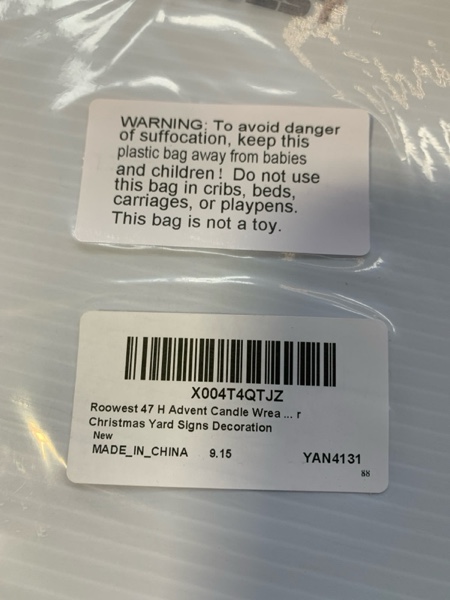 WARNING: To avoid danger
of suffocation, keep this
plastic bag away from babies
and children! Do not use
this bag in cribs, beds,
carriages, or playpens.
This bag is not a toy.
X004T4QTJZ
Roowest 47 H Advent Candle Wrea ... r
Christmas Yard Signs Decoration
New
MADE_IN_CHINA 9.15 YAN4131
88